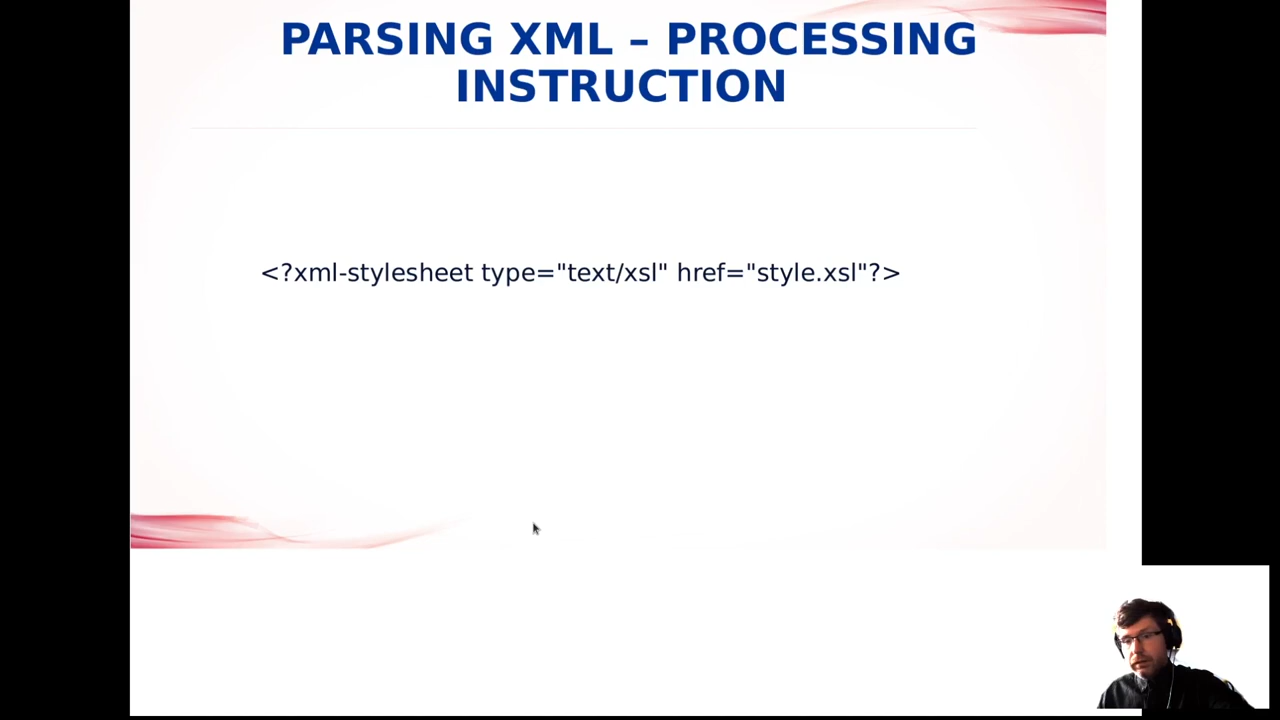 PARSING XML – PROCESSING
INSTRUCTION
<?xml-stylesheet type="text/xsl" href="style.xsl"?>